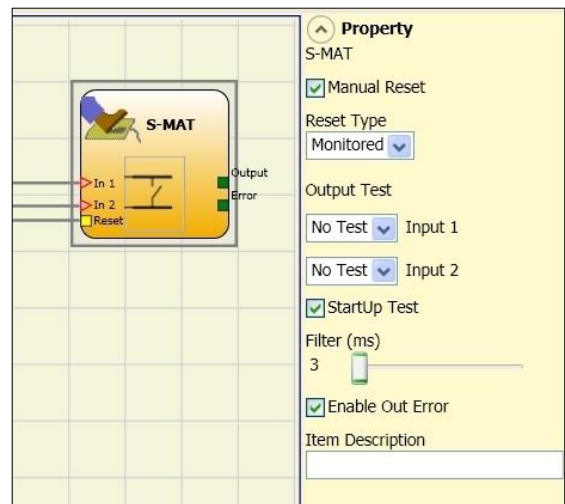 S-MAT
In 1
In 2
Reset
Output
Error
Property
S-MAT
Manual Reset
Reset Type
Monitored
Output Test
No Test Input 1
No Test Input 2
StartUp Test
Filter (ms)
3
Enable Out Error
Item Description